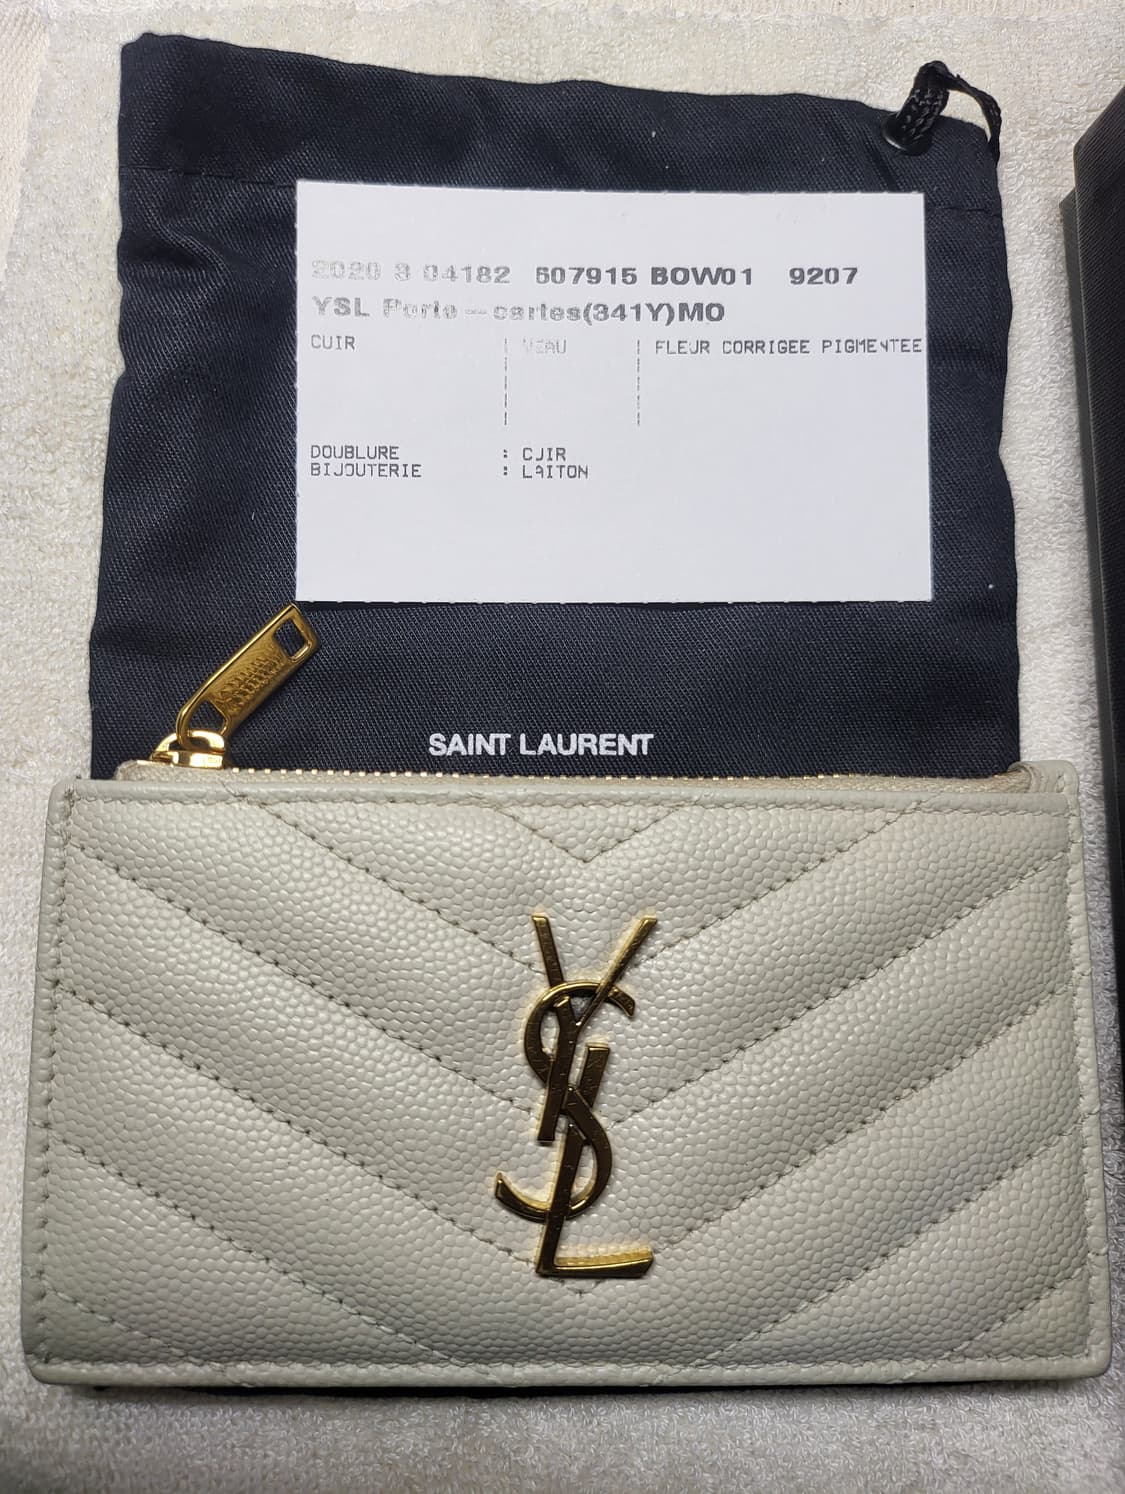 2020 3 04182 607915 BOW01 9207
YSL Porte-cartes(341Y)MO
CUIR | VEAU | FLEUR CORRIGEE PIGMENTEE
DOUBLURE : CUIR
BIJOUTERIE : LAITON
SAINT LAURENT
YSL